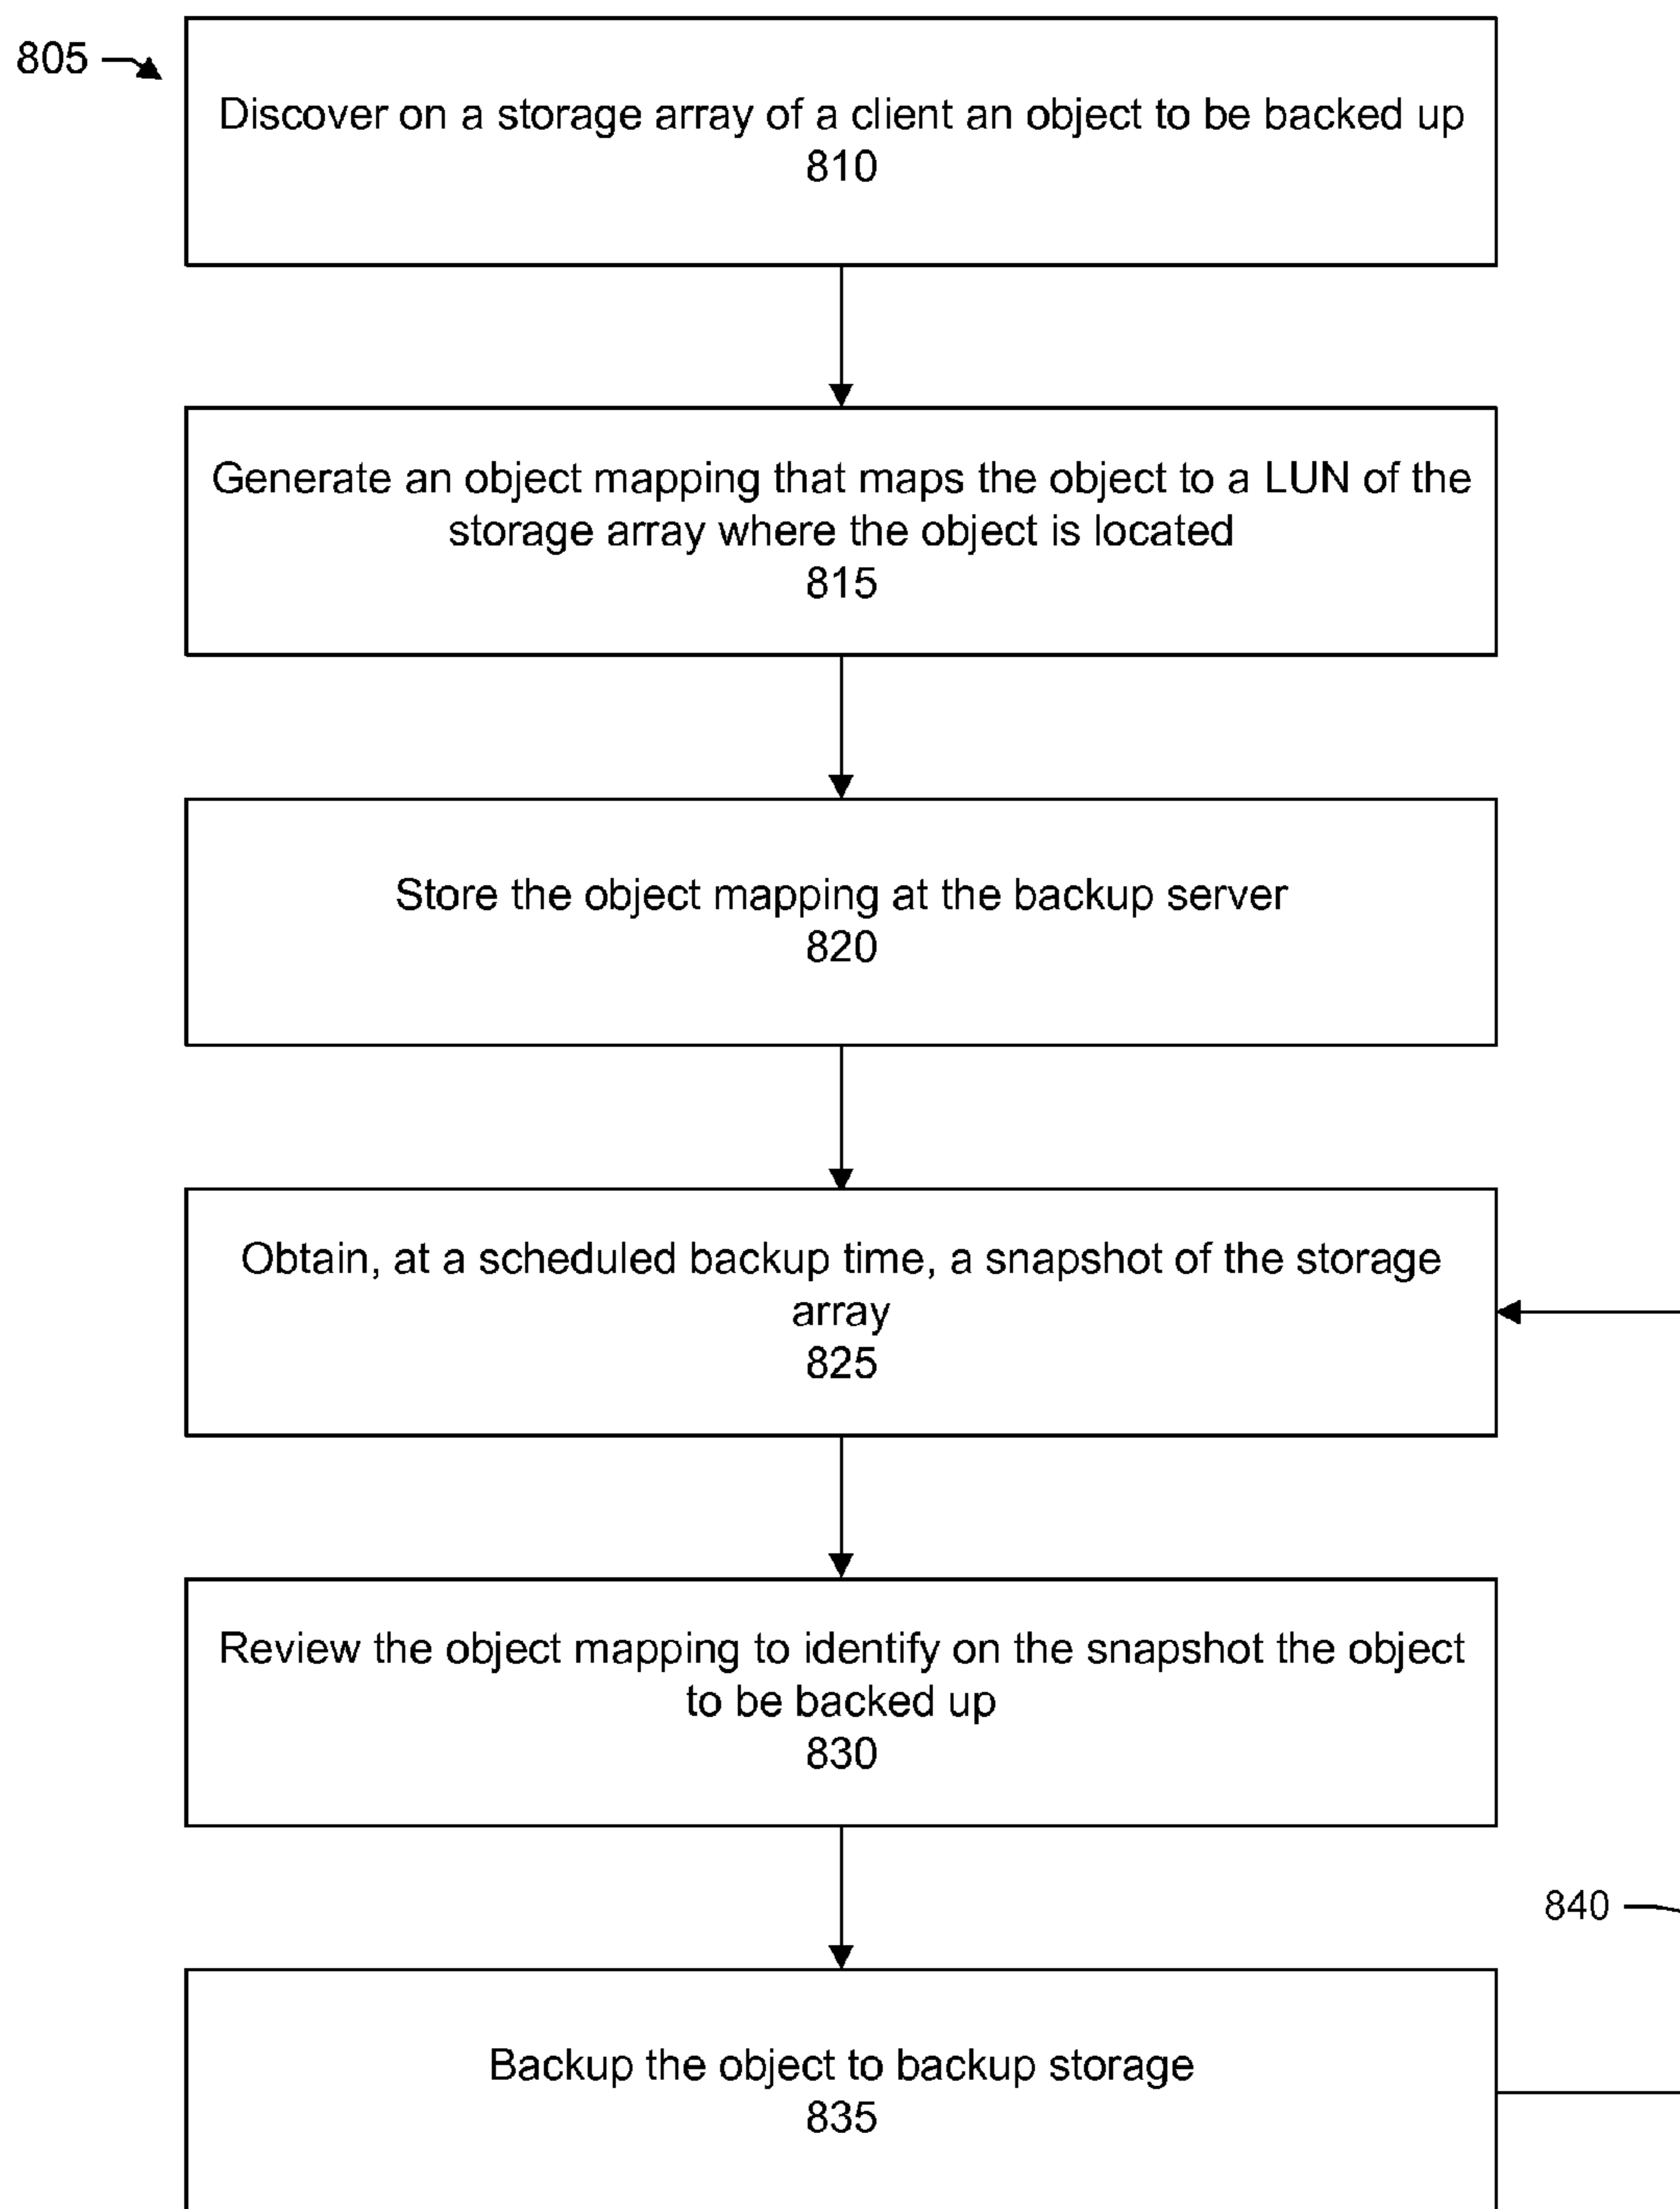 805
Discover on a storage array of a client an object to be backed up
810
Generate an object mapping that maps the object to a LUN of the
storage array where the object is located
815
Store the object mapping at the backup server
820
Obtain, at a scheduled backup time, a snapshot of the storage
array
825
Review the object mapping to identify on the snapshot the object
to be backed up
830
840
Backup the object to backup storage
835